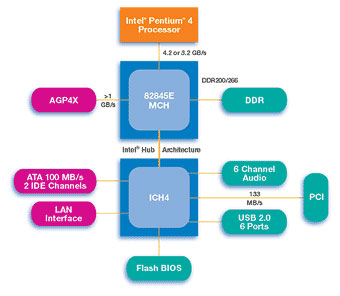 Intel® Pentium® 4
Processor
4.2 or 3.2 GB/s
DDR200/266
AGP4X
>1
GB/s
82845E
MCH
DDR
Intel® Hub Architecture
ATA 100 MB/s
2 IDE Channels
6 Channel
Audio
ICH4
133
MB/s
PCI
LAN
Interface
USB 2.0
6 Ports
Flash BIOS